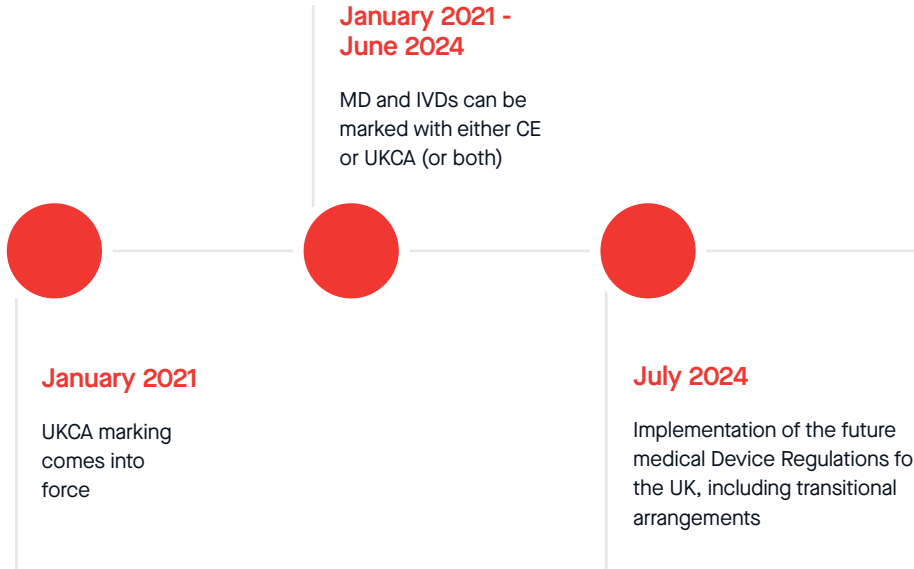 January 2021 -
June 2024
MD and IVDs can be
marked with either CE
or UKCA (or both)
January 2021
UKCA marking
comes into
force
July 2024
Implementation of the future
medical Device Regulations fo
the UK, including transitional
arrangements